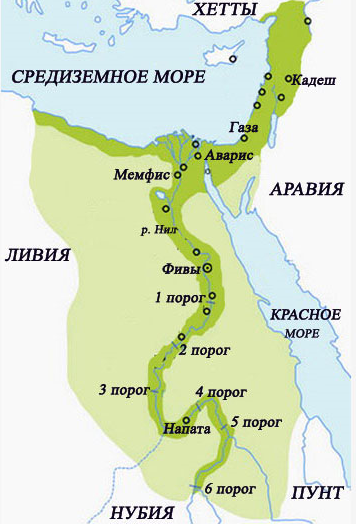 ХЕТТЫ
СРЕДИЗЕМНОЕ МОРЕ
Кадеш
Газа
Аварис
Мемфис
АРАВИЯ
р. Нил
ЛИВИЯ
Фивы
1 порог
КРАСНОЕ
МОРЕ
2 порог
3 порог
4 порог
5 порог
Напата
6 порог
ПУНТ
НУБИЯ